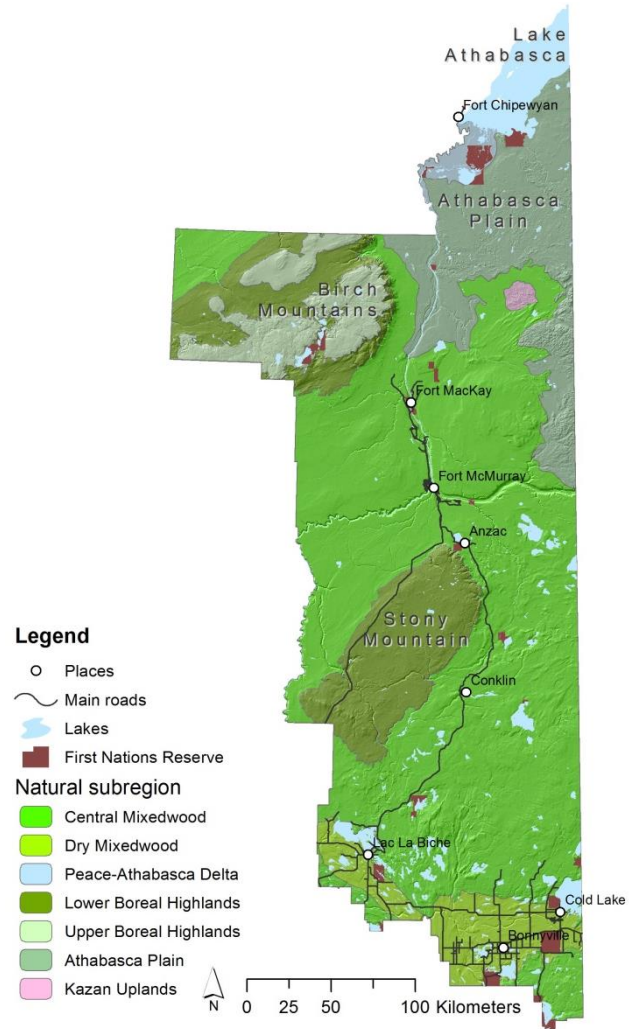 Lake
Athabasca
Fort Chipewyan
Athabasca
Plain
Birch
Mountains
Fort MacKay
Fort McMurray
Anzac
Stony
Mountain
Conklin
Lac La Biche
Cold Lake
Bonnyville
Legend
Places
Main roads
Lakes
First Nations Reserve
Natural subregion
Central Mixedwood
Dry Mixedwood
Peace-Athabasca Delta
Lower Boreal Highlands
Upper Boreal Highlands
Athabasca Plain
Kazan Uplands
N
0 25 50 100 Kilometers